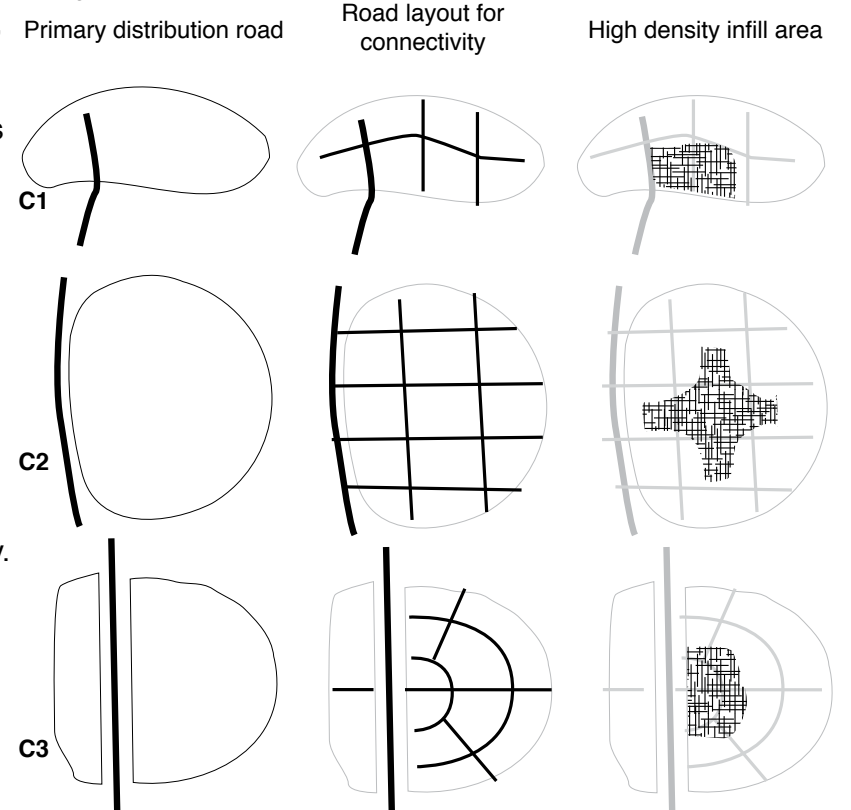 Primary distribution road
Road layout for
connectivity
High density infill area
s
C1
C2
y.
C3